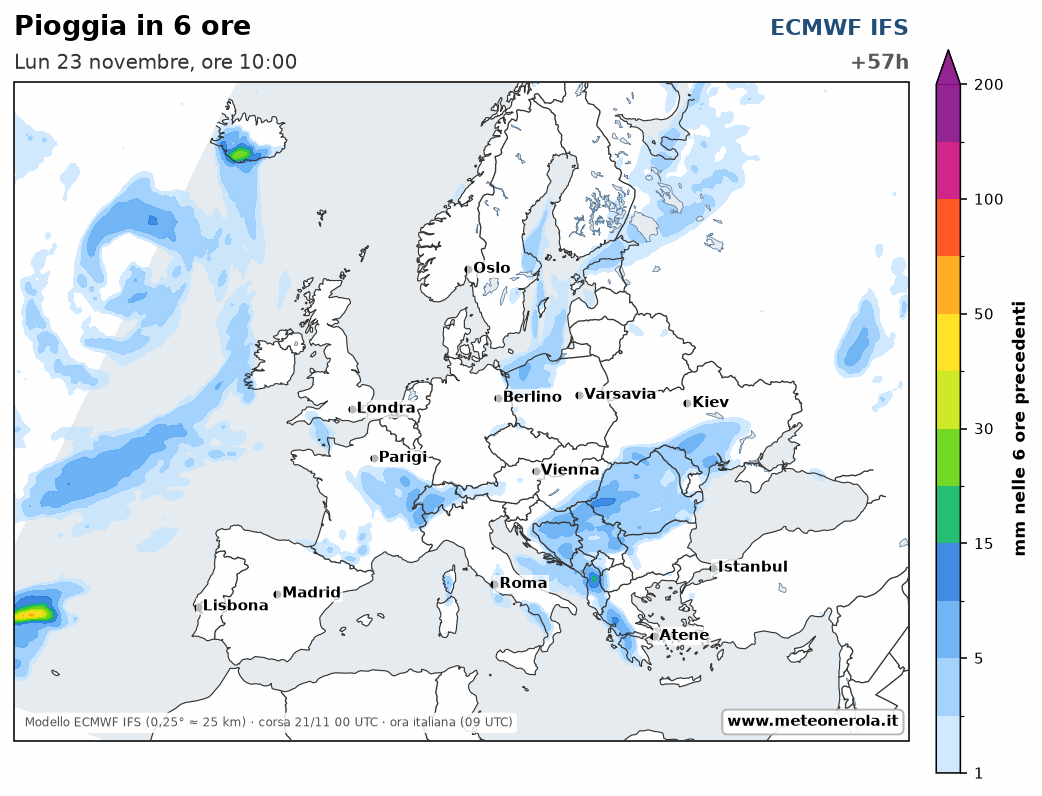 Pioggia in 6 ore
ECMWF IFS
Lun 23 novembre, ore 10:00
+57h
200
100
50
30
15
5
1
mm nelle 6 ore precedenti
Oslo
Londra
Berlino
Varsavia
Kiev
Parigi
Vienna
Istanbul
Roma
Madrid
Lisbona
Atene
Modello ECMWF IFS (0,25° ≈ 25 km) · corsa 21/11 00 UTC · ora italiana (09 UTC)
www.meteonerola.it